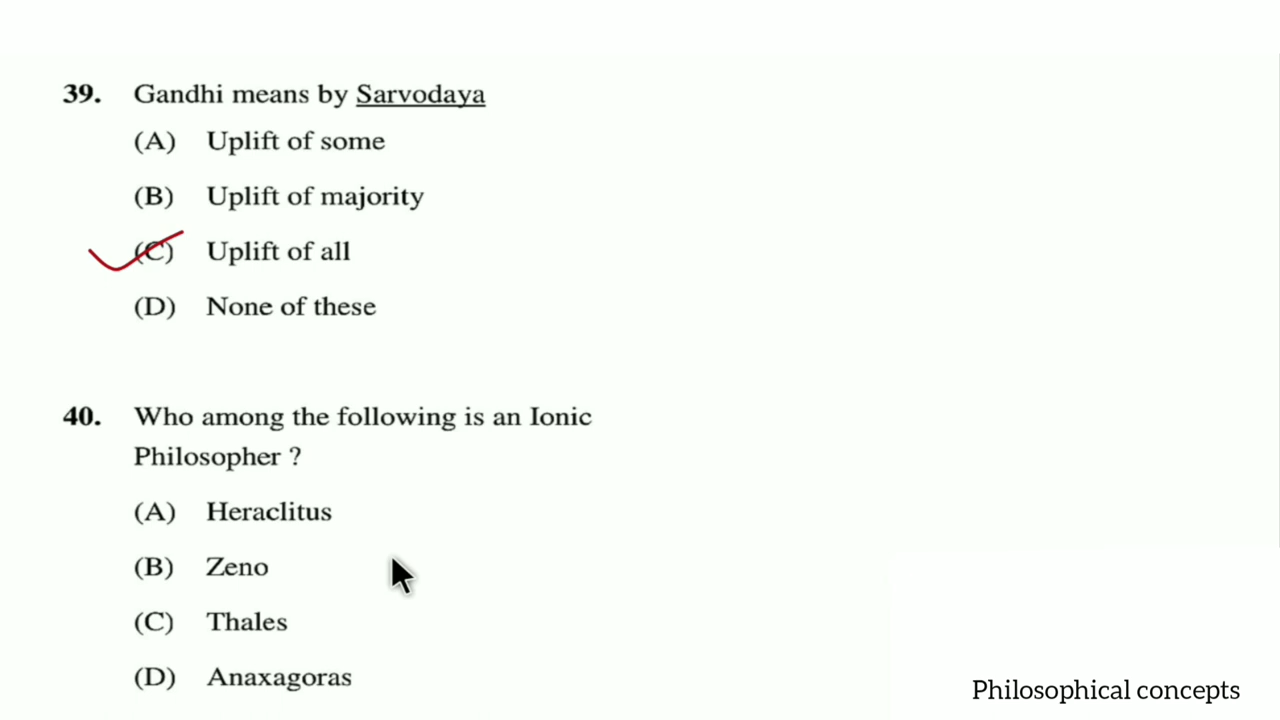 39. Gandhi means by Sarvodaya
(A) Uplift of some
(B) Uplift of majority
(C) Uplift of all
(D) None of these
40. Who among the following is an Ionic
Philosopher ?
(A) Heraclitus
(B) Zeno
(C) Thales
(D) Anaxagoras
Philosophical concepts